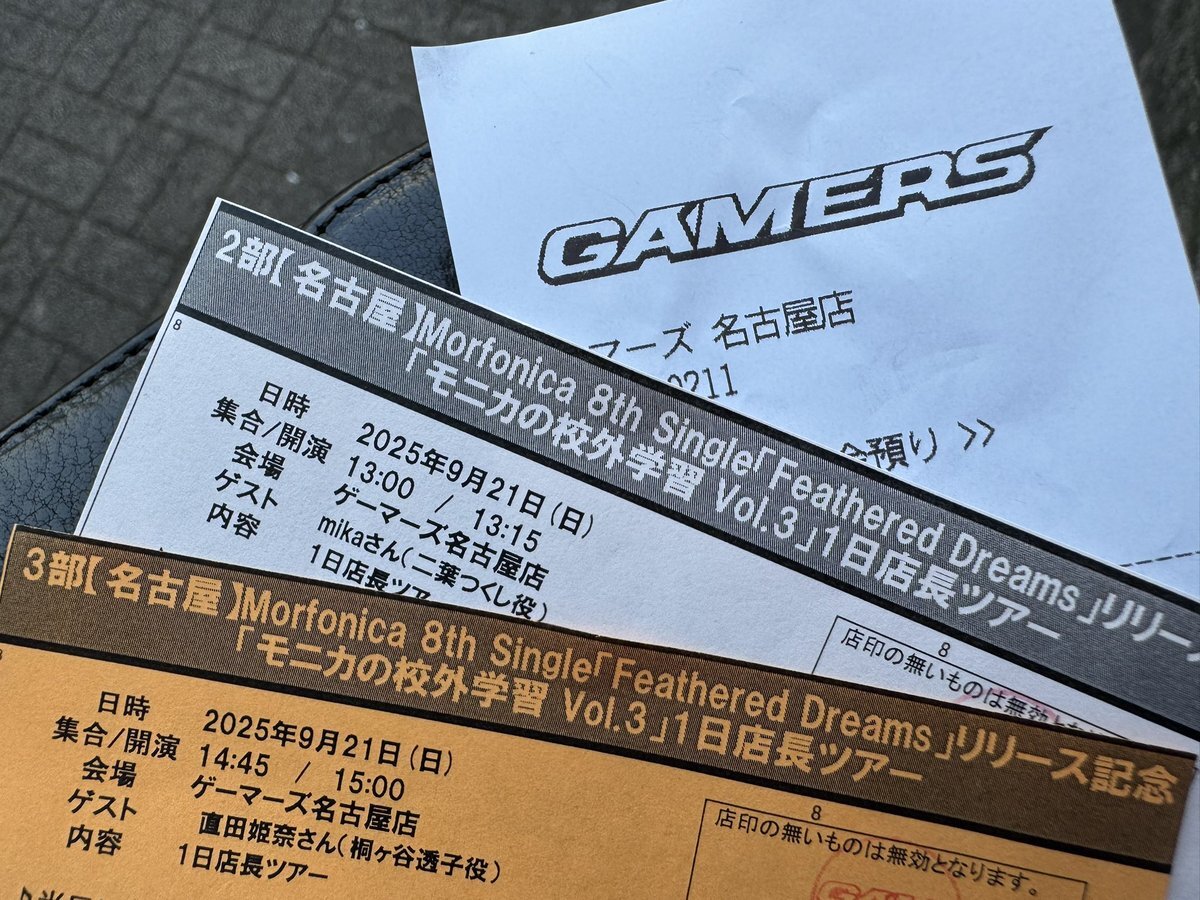 GAMERS
マーズ 名古屋店
0211
預り >>
2部【名古屋】Morfonica 8th Single「Feathered Dreams」リリー
「モニカの校外学習 Vol.3」1日店長ツアー
8
日時 2025年9月21日(日)
集合/開演 13:00 / 13:15
会場 ゲーマーズ名古屋店
ゲスト mikaさん(二葉つくし役)
内容 1日店長ツア
8
店印の無いものは無効とな
3部【名古屋】Morfonica 8th Single「Feathered Dreams」リリース記念
「モニカの校外学習 Vol.3」1日店長ツアー
8
日時 2025年9月21日(日)
集合/開演 14:45 / 15:00
会場 ゲーマーズ名古屋店
ゲスト 直田姫奈さん(桐ヶ谷透子役)
内容 1日店長ツアー
8
店印の無いものは無効となります。